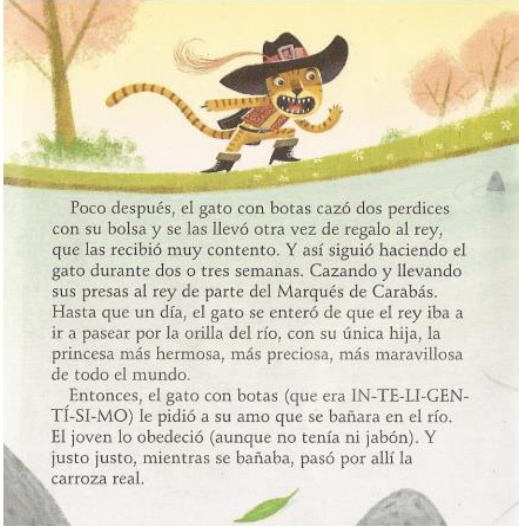 Poco después, el gato con botas cazó dos perdices
con su bolsa y se las llevó otra vez de regalo al rey,
que las recibió muy contento. Y así siguió haciendo el
gato durante dos o tres semanas. Cazando y llevando
sus presas al rey de parte del Marqués de Carabás.
Hasta que un día, el gato se enteró de que el rey iba a
ir a pasear por la orilla del río, con su única hija, la
princesa más hermosa, más preciosa, más maravillosa
de todo el mundo.
Entonces, el gato con botas (que era IN-TE-LI-GEN-
TÍ-SI-MO) le pidió a su amo que se bañara en el río.
El joven lo obedeció (aunque no tenía ni jabón). Y
justo justo, mientras se bañaba, pasó por allí la
carroza real.